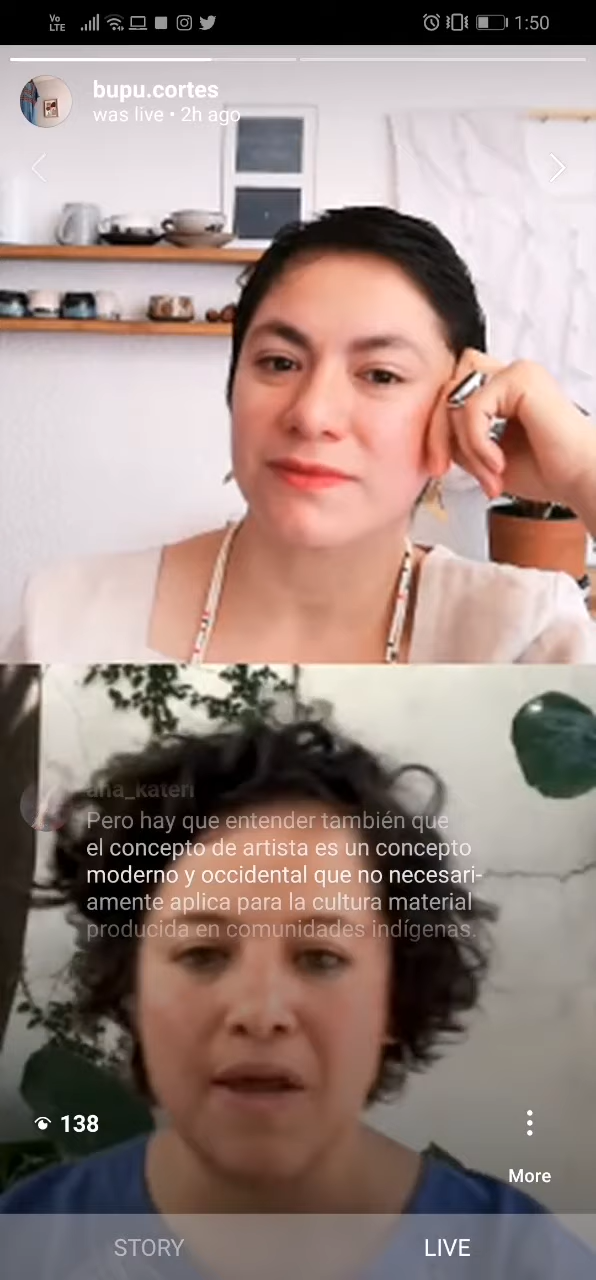 Vo
LTE
1:50
bupu.cortes
was live • 2h ago
ana_kateri
Pero hay que entender también que
el concepto de artista es un concepto
moderno y occidental que no necesari-
amente aplica para la cultura material
producida en comunidades indígenas.
138
More
STORY
LIVE